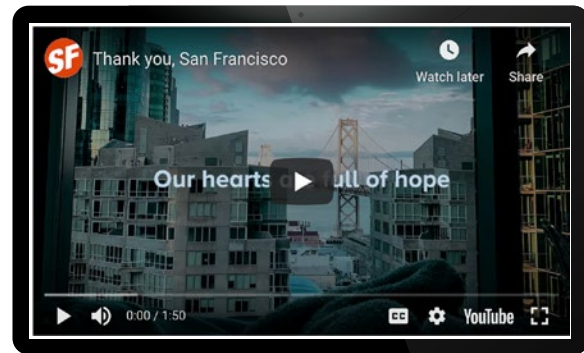 SF
Thank you, San Francisco
Watch later
Share
Our hearts a e full of hope
0:00 / 1:50
CC
YouTube